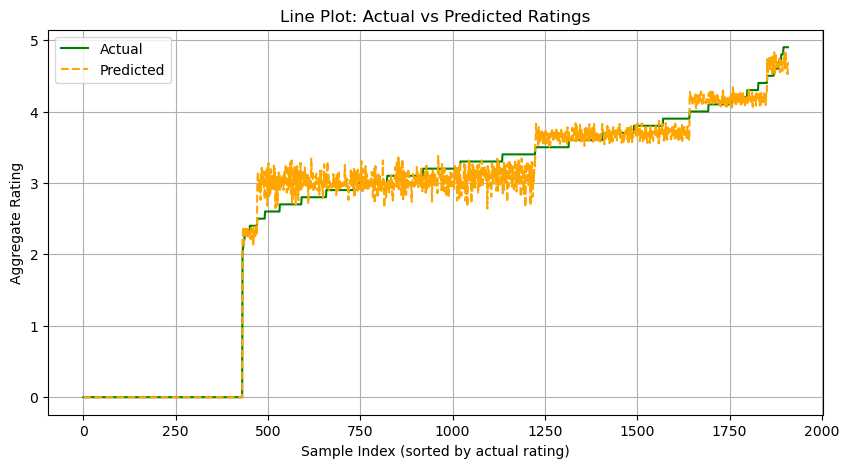 Line Plot: Actual vs Predicted Ratings
Actual
Predicted
Aggregate Rating
5
4
3
2
1
0
0 250 500 750 1000 1250 1500 1750 2000
Sample Index (sorted by actual rating)